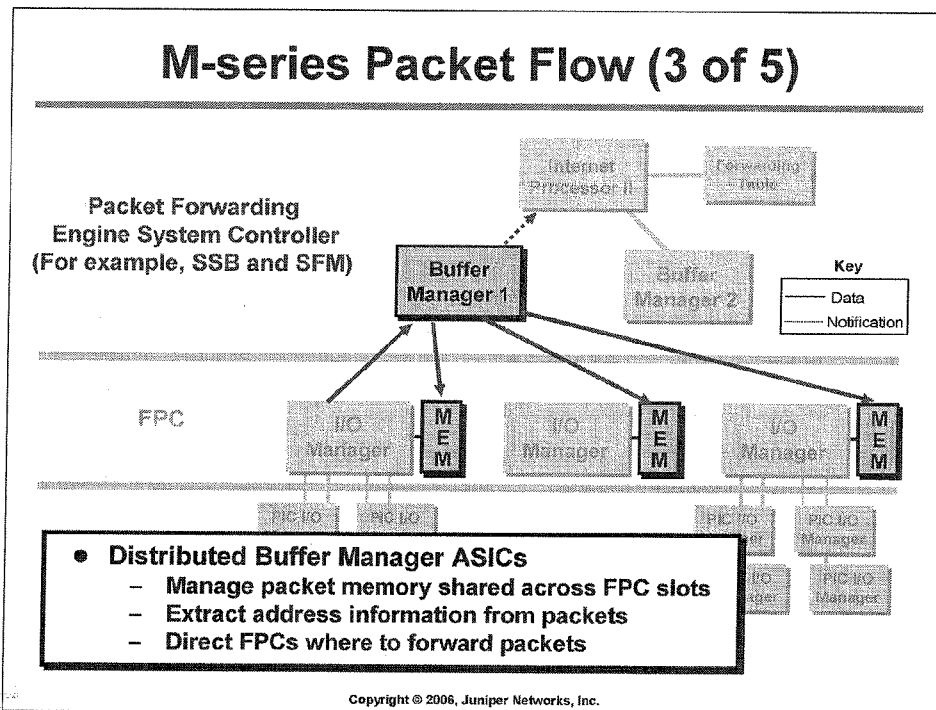 M-series Packet Flow (3 of 5)
Internet
Processor II
Forwarding
Table
Packet Forwarding
Engine System Controller
(For example, SSB and SFM)
Buffer
Manager 1
Buffer
Manager 2
Key
Data
Notification
FPC
I/O
Manager
M
E
M
I/O
Manager
M
E
M
I/O
Manager
M
E
M
PIC I/O
PIC I/O
PIC I/O
Manager
PIC I/O
Manager
PIC I/O
Manager
● Distributed Buffer Manager ASICs
– Manage packet memory shared across FPC slots
– Extract address information from packets
– Direct FPCs where to forward packets
Copyright © 2006, Juniper Networks, Inc.